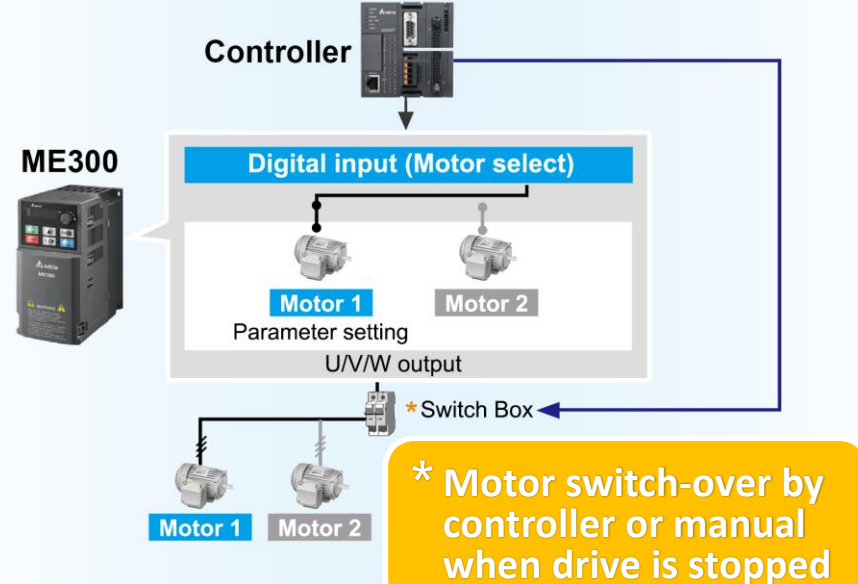 Controller
ME300
Digital input (Motor select)
Motor 1
Motor 2
Parameter setting
U/V/W output
* Switch Box
Motor 1
Motor 2
* Motor switch-over by
controller or manual
when drive is stopped